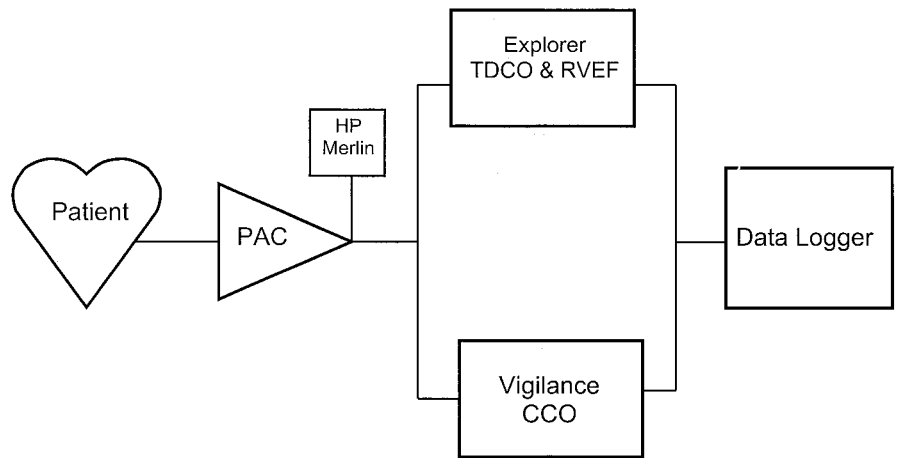 Explorer
TDCO & RVEF
HP
Merlin
Patient
PAC
Data Logger
Vigilance
CCO